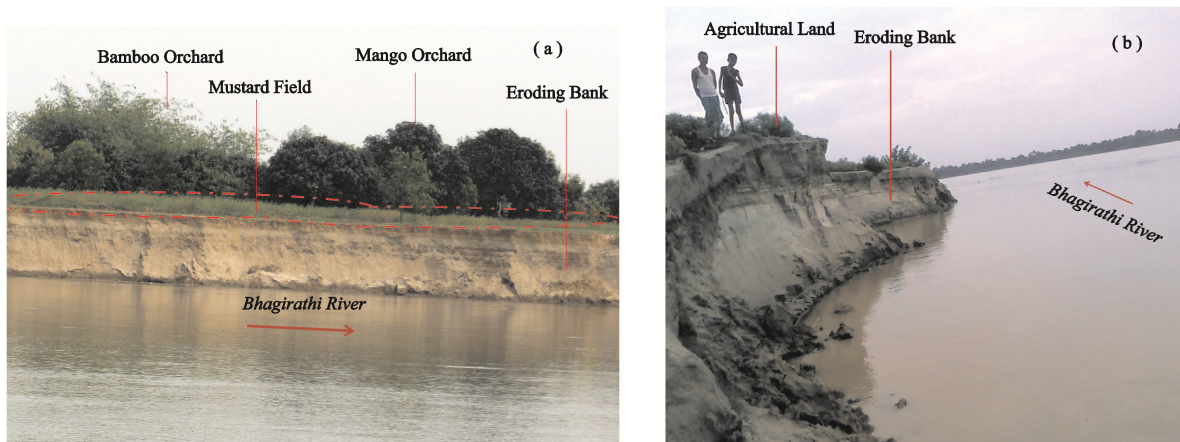 ( a )
Bamboo Orchard
Mango Orchard
Mustard Field
Eroding Bank
Bhagirathi River
( b )
Agricultural Land
Eroding Bank
Bhagirathi River